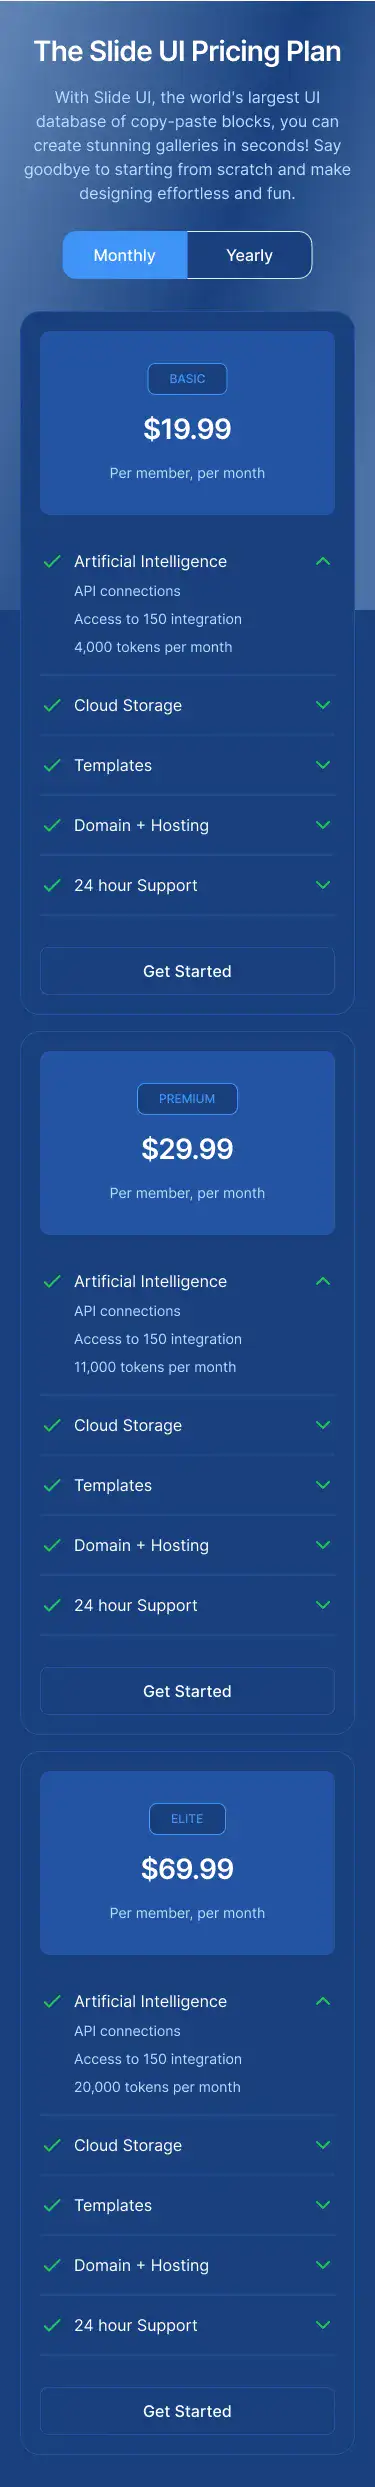 The Slide UI Pricing Plan
With Slide UI, the world's largest UI
database of copy-paste blocks, you can
create stunning galleries in seconds! Say
goodbye to starting from scratch and make
designing effortless and fun.
Monthly
Yearly
BASIC
$19.99
Per member, per month
Artificial Intelligence
API connections
Access to 150 integration
4,000 tokens per month
Cloud Storage
Templates
Domain + Hosting
24 hour Support
Get Started
PREMIUM
$29.99
Per member, per month
Artificial Intelligence
API connections
Access to 150 integration
11,000 tokens per month
Cloud Storage
Templates
Domain + Hosting
24 hour Support
Get Started
ELITE
$69.99
Per member, per month
Artificial Intelligence
API connections
Access to 150 integration
20,000 tokens per month
Cloud Storage
Templates
Domain + Hosting
24 hour Support
Get Started